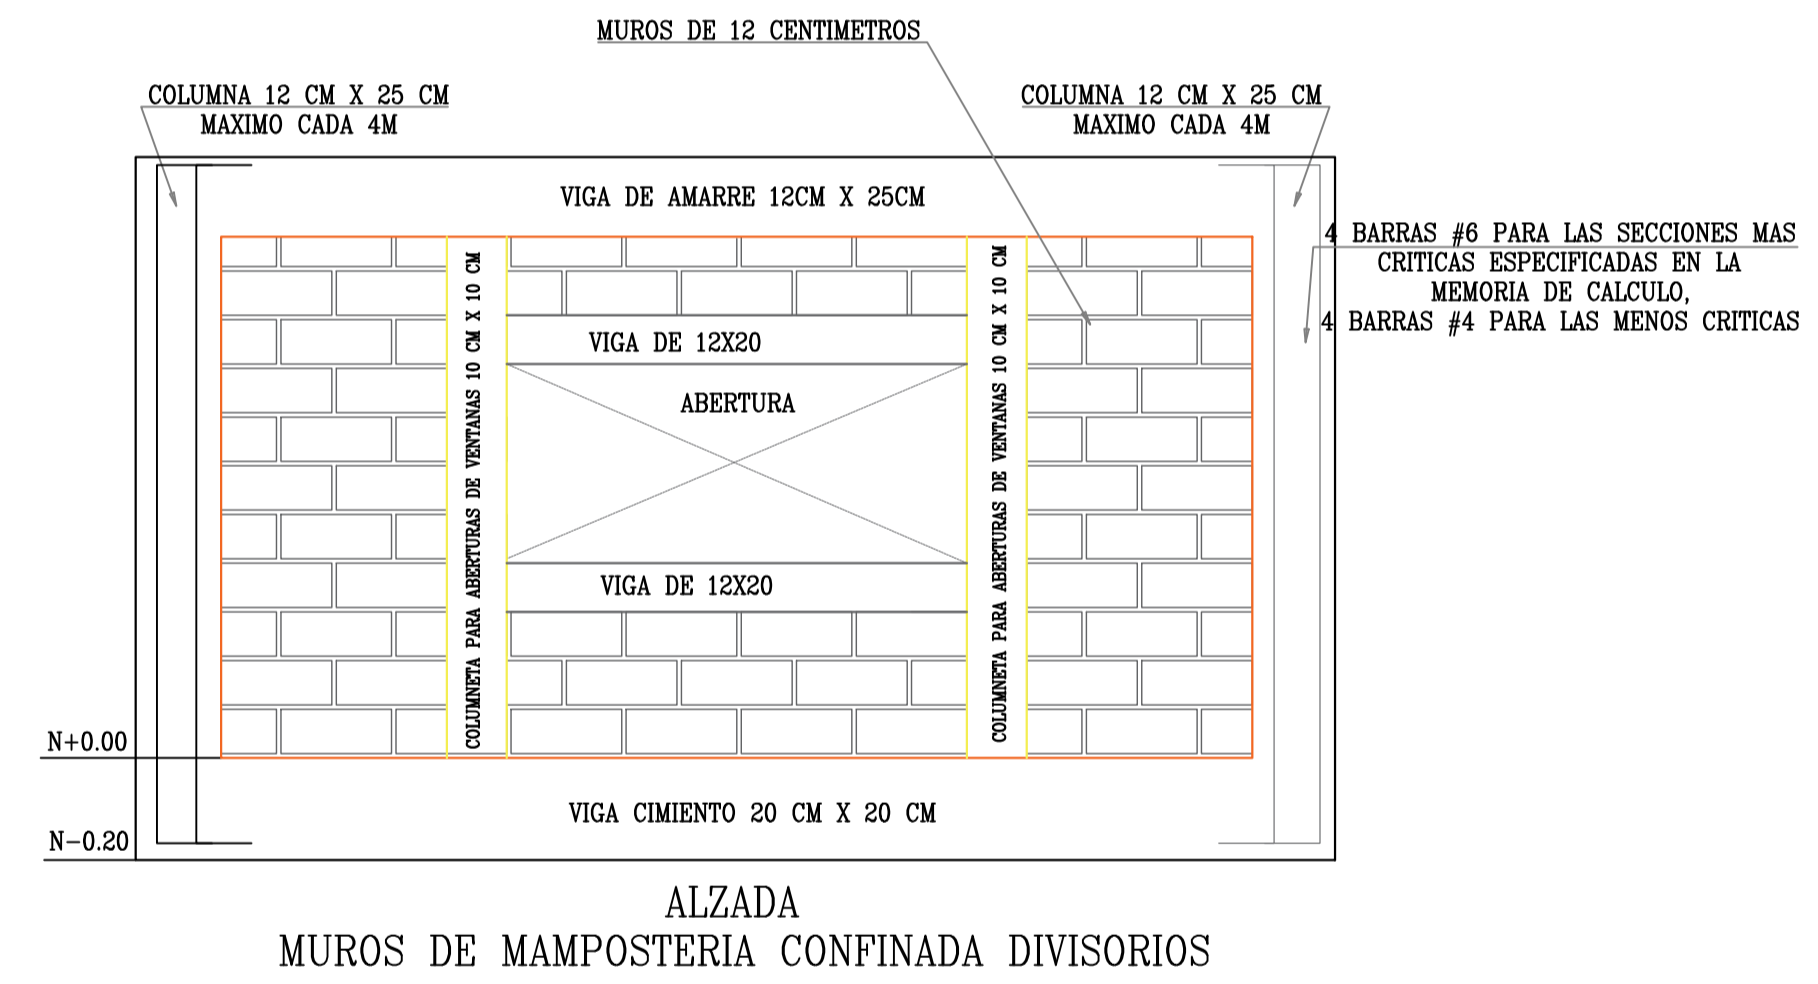 MUROS DE 12 CENTIMETROS
COLUMNA 12 CM X 25 CM
MAXIMO CADA 4M
COLUMNA 12 CM X 25 CM
MAXIMO CADA 4M
VIGA DE AMARRE 12CM X 25CM
4 BARRAS #6 PARA LAS SECCIONES MAS
CRITICAS ESPECIFICADAS EN LA
MEMORIA DE CALCULO,
4 BARRAS #4 PARA LAS MENOS CRITICAS
COLUMNETA PARA ABERTURAS DE VENTANAS 10 CM X 10 CM
VIGA DE 12X20
ABERTURA
VIGA DE 12X20
COLUMNETA PARA ABERTURAS DE VENTANAS 10 CM X 10 CM
N+0.00
VIGA CIMIENTO 20 CM X 20 CM
N-0.20
ALZADA
MUROS DE MAMPOSTERIA CONFINADA DIVISORIOS